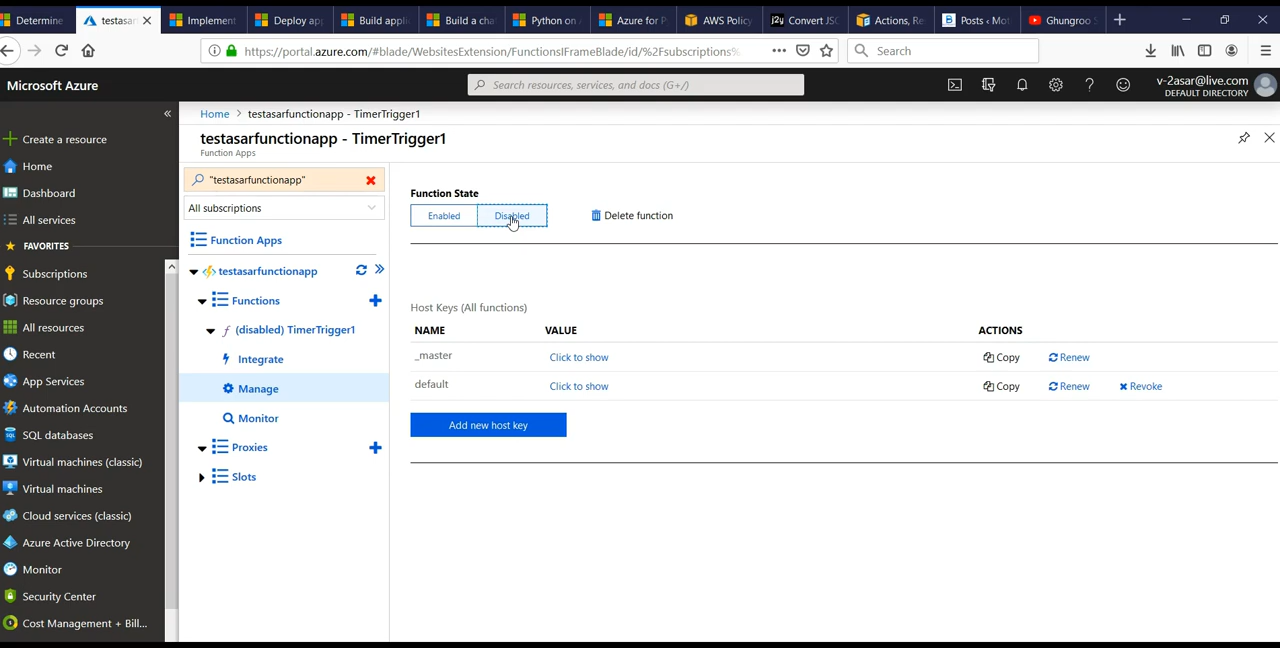 Determine
testasar
Implement
Deploy app
Build applic
Build a cha
Python on A
Azure for P
AWS Policy
Convert JSO
Actions, Re
Posts ‹ Mot
Ghungroo S
https://portal.azure.com/#blade/WebsitesExtension/FunctionsIFrameBlade/id/%2Fsubscriptions%
Search
Microsoft Azure
Search resources, services, and docs (G+/)
v-2asar@live.com
DEFAULT DIRECTORY
Create a resource
Home
Dashboard
All services
FAVORITES
Subscriptions
Resource groups
All resources
Recent
App Services
Automation Accounts
SQL databases
Virtual machines (classic)
Virtual machines
Cloud services (classic)
Azure Active Directory
Monitor
Security Center
Cost Management + Bill...
Home > testasarfunctionapp - TimerTrigger1
testasarfunctionapp - TimerTrigger1
Function Apps
"testasarfunctionapp"
All subscriptions
Function Apps
testasarfunctionapp
Functions
(disabled) TimerTrigger1
Integrate
Manage
Monitor
Proxies
Slots
Function State
Enabled
Disabled
Delete function
Host Keys (All functions)
NAME VALUE ACTIONS
_master Click to show Copy Renew
default Click to show Copy Renew Revoke
Add new host key